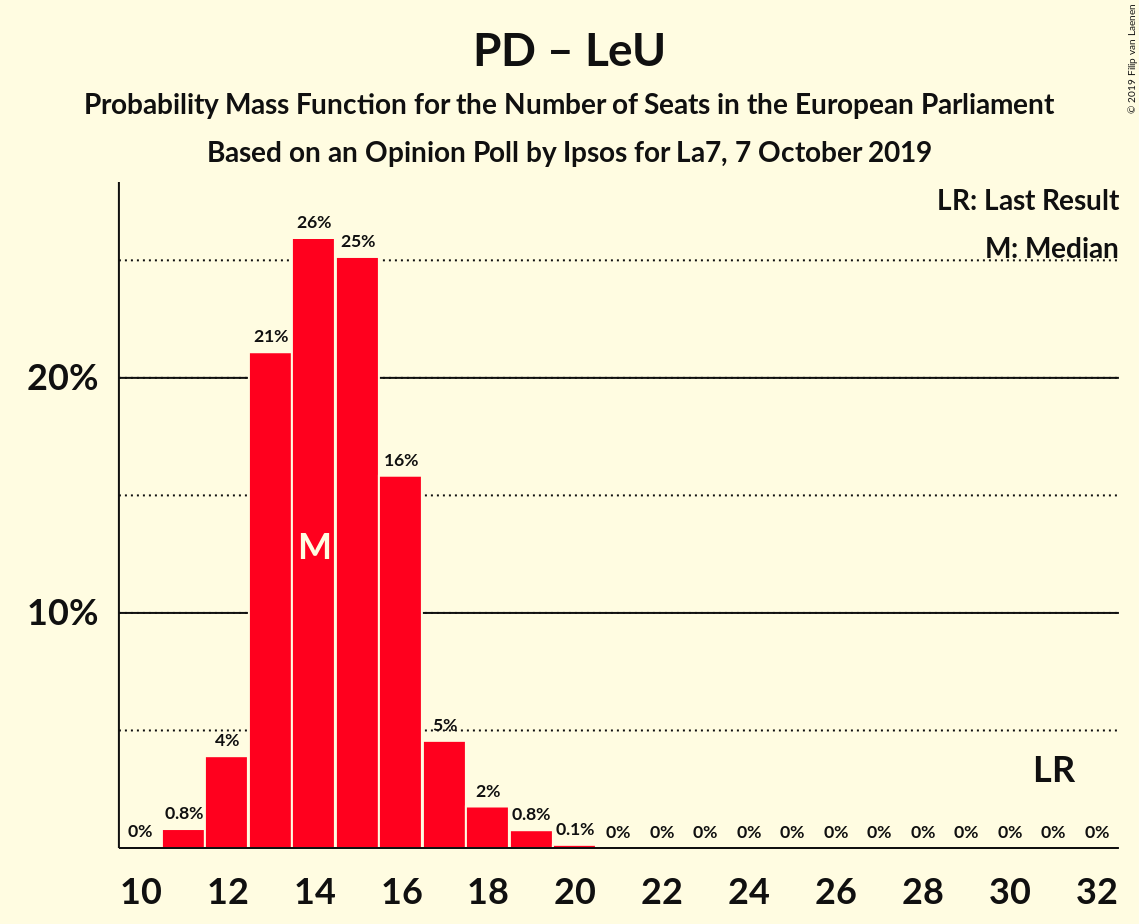 PD – LeU
Probability Mass Function for the Number of Seats in the European Parliament
Based on an Opinion Poll by Ipsos for La7, 7 October 2019
© 2019 Filip van Laenen
LR: Last Result
M: Median
26%
25%
21%
20%
16%
M
10%
5%
4%
LR
2%
0% 0.8% 0.8% 0.1% 0% 0% 0% 0% 0% 0% 0% 0% 0% 0% 0% 0%
10 12 14 16 18 20 22 24 26 28 30 32